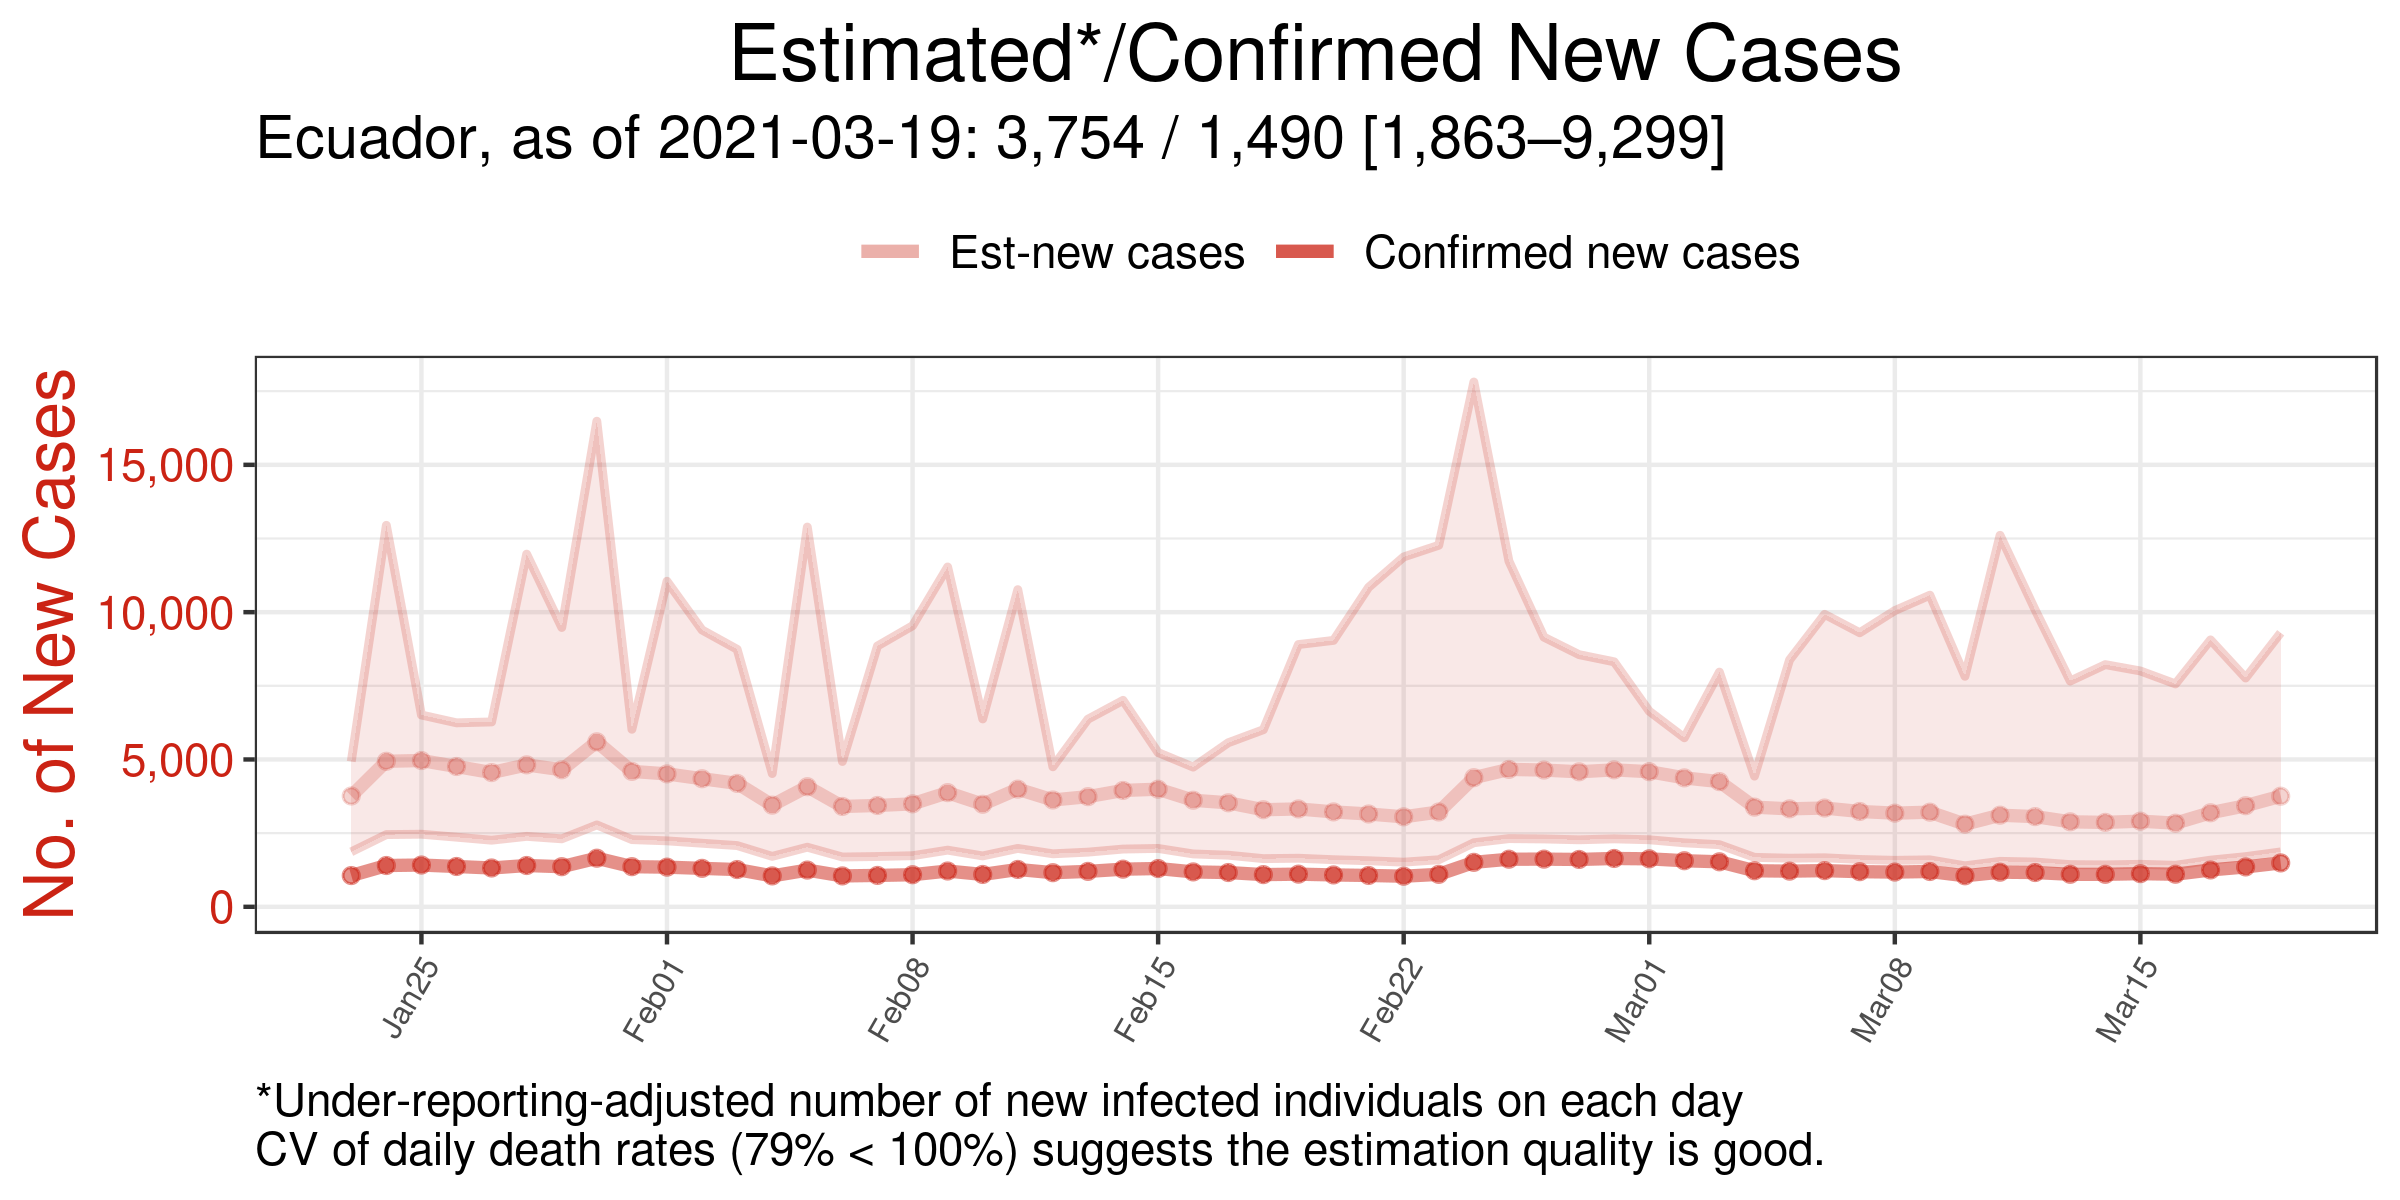 Estimated*/Confirmed New Cases
Ecuador, as of 2021-03-19: 3,754 / 1,490 [1,863–9,299]
Est-new cases
Confirmed new cases
No. of New Cases
15,000
10,000
5,000
0
Jan25
Feb01
Feb08
Feb15
Feb22
Mar01
Mar08
Mar15
*Under-reporting-adjusted number of new infected individuals on each day
CV of daily death rates (79% < 100%) suggests the estimation quality is good.